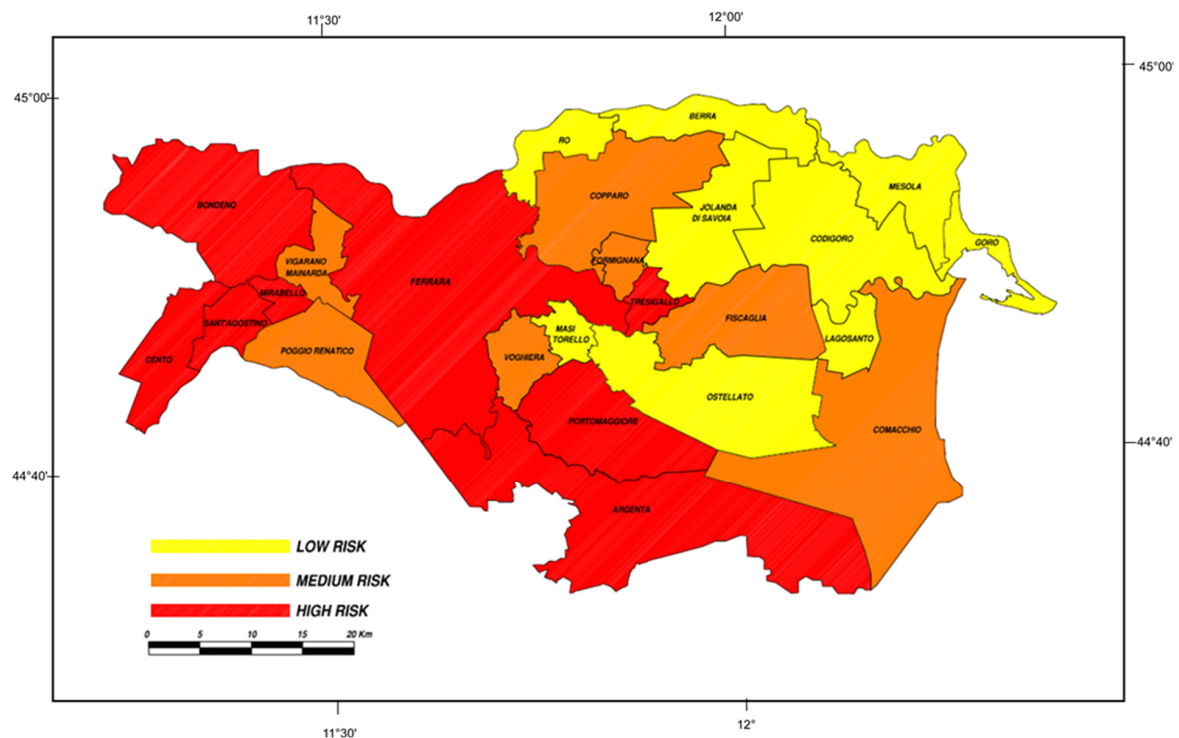 11°30'
12°00'
45°00'
45°00'
BERRA
RO
MESOLA
COPPARO
BONDENO
JOLANDA
DI SAVOIA
CODIGORO
GORO
FORMIGNANA
VIGARANO
MAINARDA
FERRARA
MIRABELLO
TRESIGALLO
SANT'AGOSTINO
FISCAGLIA
MASI
TORELLO
LAGOSANTO
POGGIO RENATICO
VOGHIERA
CENTO
OSTELLATO
PORTOMAGGIORE
COMACCHIO
44°40'
44°40'
ARGENTA
LOW RISK
MEDIUM RISK
HIGH RISK
0 5 10 15 20 Km
11°30'
12°